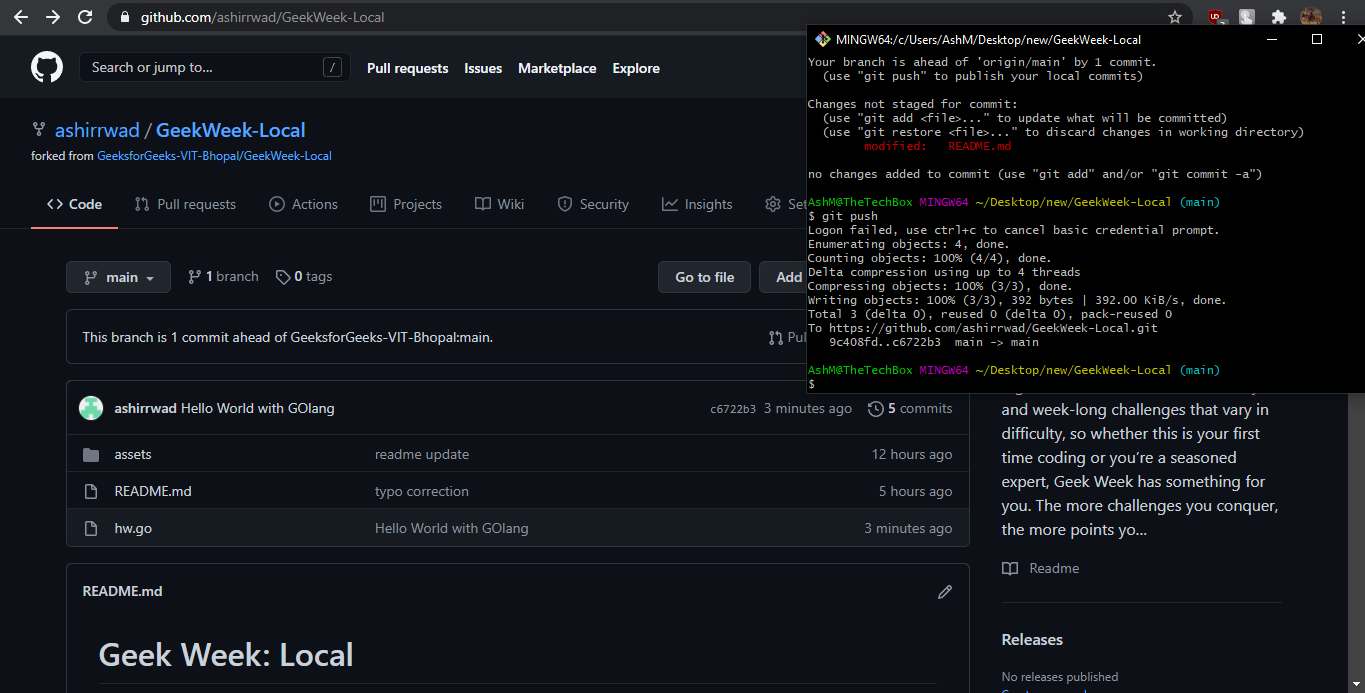 github.com/ashirrwad/GeekWeek-Local
Search or jump to...
/
Pull requests
Issues
Marketplace
Explore
ashirrwad / GeekWeek-Local
forked from GeeksforGeeks-VIT-Bhopal/GeekWeek-Local
Code
Pull requests
Actions
Projects
Wiki
Security
Insights
Set
main
1 branch
0 tags
Go to file
Add
This branch is 1 commit ahead of GeeksforGeeks-VIT-Bhopal:main.
Pul
ashirrwad Hello World with GOlang
c6722b3 3 minutes ago
5 commits
assets
readme update
12 hours ago
README.md
typo correction
5 hours ago
hw.go
Hello World with GOlang
3 minutes ago
README.md
Geek Week: Local
MINGW64:/c/Users/AshM/Desktop/new/GeekWeek-Local
Your branch is ahead of 'origin/main' by 1 commit.
(use "git push" to publish your local commits)
Changes not staged for commit:
(use "git add <file>..." to update what will be committed)
(use "git restore <file>..." to discard changes in working directory)
modified: README.md
no changes added to commit (use "git add" and/or "git commit -a")
AshM@TheTechBox MINGW64 ~/Desktop/new/GeekWeek-Local (main)
$ git push
Logon failed, use ctrl+c to cancel basic credential prompt.
Enumerating objects: 4, done.
Counting objects: 100% (4/4), done.
Delta compression using up to 4 threads
Compressing objects: 100% (3/3), done.
Writing objects: 100% (3/3), 392 bytes | 392.00 KiB/s, done.
Total 3 (delta 0), reused 0 (delta 0), pack-reused 0
To https://github.com/ashirrwad/GeekWeek-Local.git
9c408fd..c6722b3 main -> main
AshM@TheTechBox MINGW64 ~/Desktop/new/GeekWeek-Local (main)
$
and week-long challenges that vary in
difficulty, so whether this is your first
time coding or you're a seasoned
expert, Geek Week has something for
you. The more challenges you conquer,
the more points yo...
Readme
Releases
No releases published